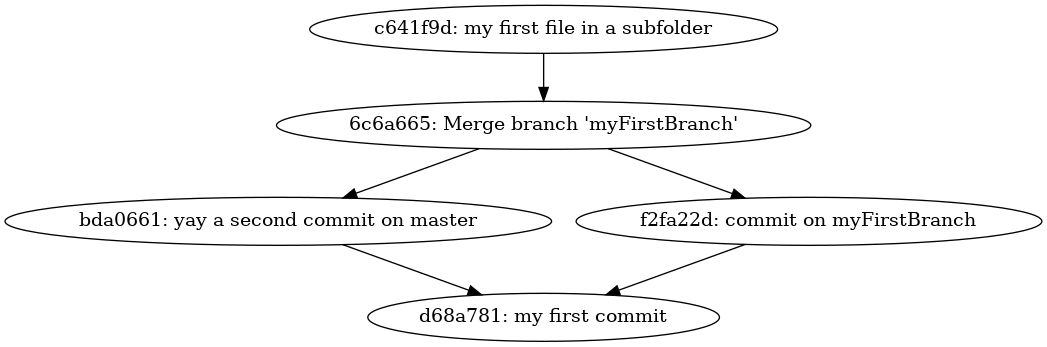 c641f9d: my first file in a subfolder
6c6a665: Merge branch 'myFirstBranch'
bda0661: yay a second commit on master
f2fa22d: commit on myFirstBranch
d68a781: my first commit